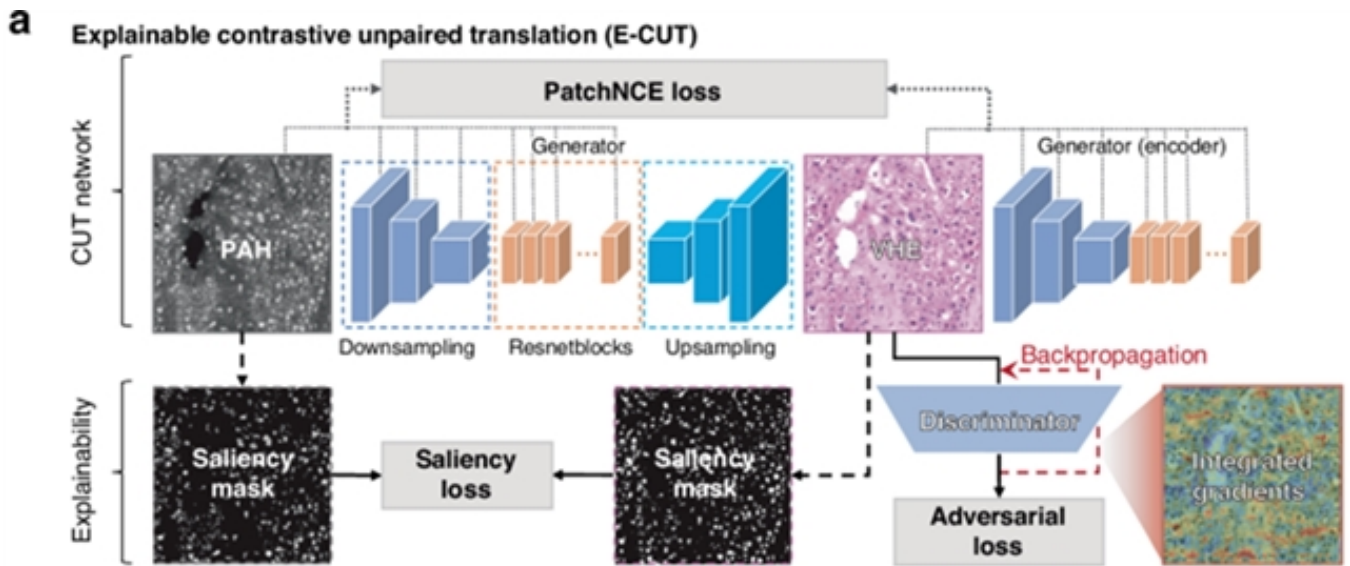 a
Explainable contrastive unpaired translation (E-CUT)
PatchNCE loss
CUT network
Generator
Generator (encoder)
PAH
VHE
Downsampling
Resnetblocks
Upsampling
Backpropagation
Explainability
Saliency
mask
Saliency
loss
Saliency
mask
Discriminator
Integrated
gradients
Adversarial
loss